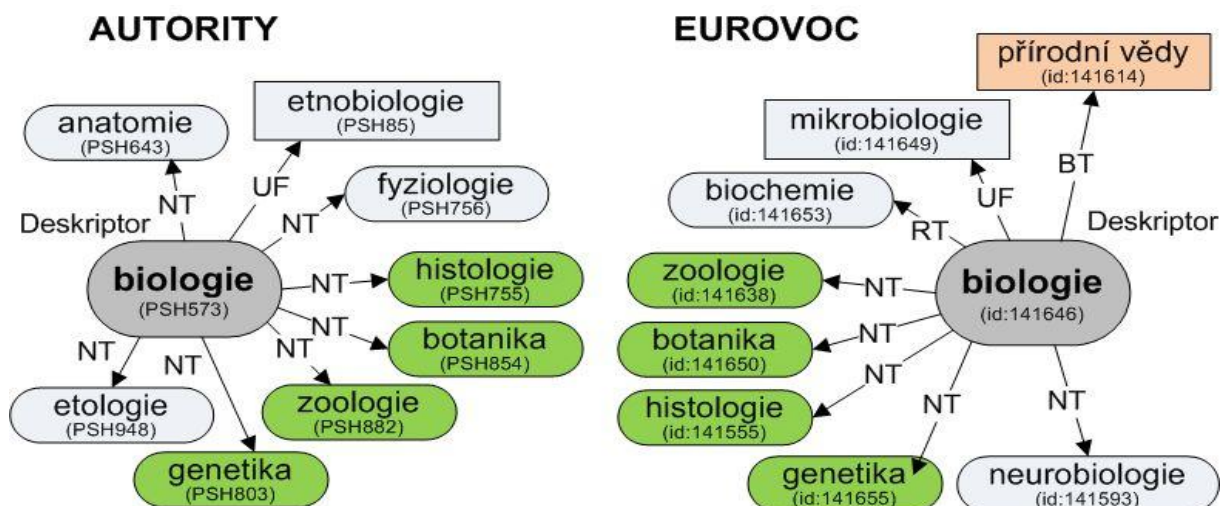 AUTORITY
anatomie
(PSH643)
etnobiologie
(PSH85)
NT
UF
fyziologie
(PSH756)
NT
Deskriptor
biologie
(PSH573)
NT
histologie
(PSH755)
NT
botanika
(PSH854)
NT
zoologie
(PSH882)
NT
etologie
(PSH948)
NT
genetika
(PSH803)
EUROVOC
přírodní vědy
(id:141614)
mikrobiologie
(id:141649)
BT
biochemie
(id:141653)
UF
RT
Deskriptor
biologie
(id:141646)
zoologie
(id:141638)
NT
botanika
(id:141650)
NT
histologie
(id:141555)
NT
genetika
(id:141655)
NT
NT
neurobiologie
(id:141593)